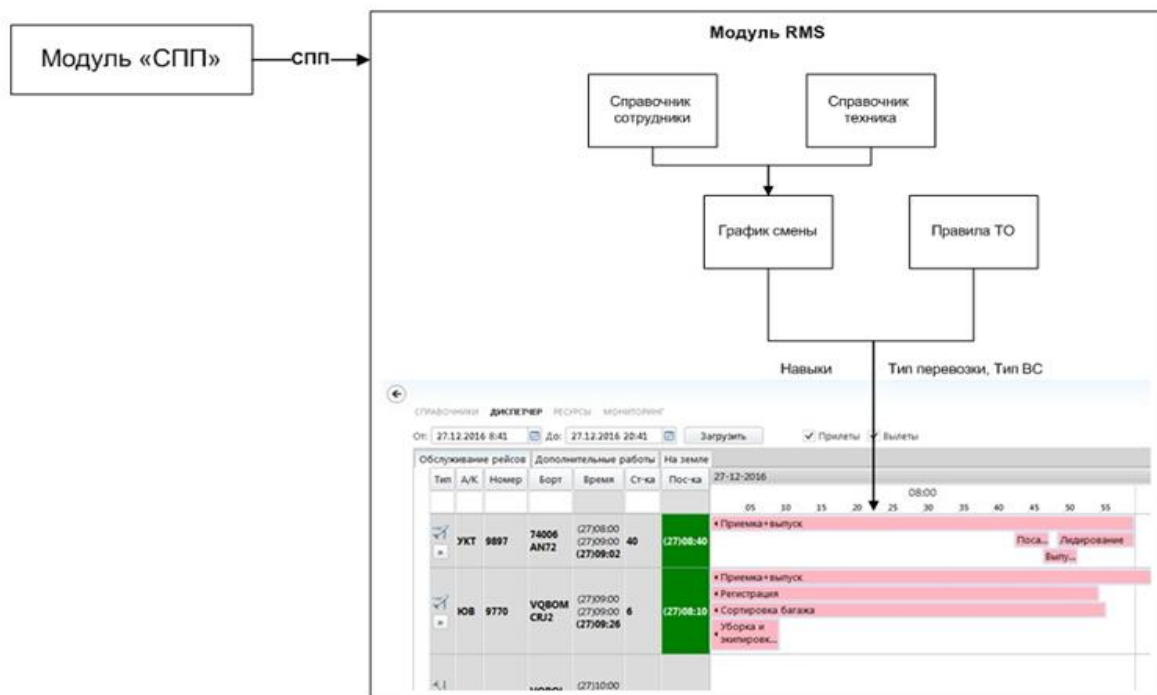 Модуль RMS
Модуль «СПП»
СПП
Справочник
сотрудники
Справочник
техника
График смены
Правила ТО
Навыки
Тип перевозки, Тип ВС
СПРАВОЧНИКИ ДИСПЕТЧЕР РЕСУРСЫ МОНИТОРИНГ
От: 27.12.2016 8:41 До: 27.12.2016 20:41 Загрузить Прилеты Вылеты
Обслуживание рейсов Дополнительные работы На земле
27-12-2016
Тип А/К Номер Борт Время Ст-ка Пос-ка
08:00
05 10 15 20 25 30 35 40 45 50 55
Приемка+выпуск
(27)08:00
УКТ 9897 74006 (27)09:00 40 (27)08:40
AN72 (27)09:02
Поса... Лидирование
Выпу...
Приемка+выпуск
Регистрация
(27)09:00
ЮВ 9770 VQBOM (27)09:00 6 (27)08:10
CRJ2 (27)09:26
Сортировка багажа
Уборка и
экипировк...
(27)10:00